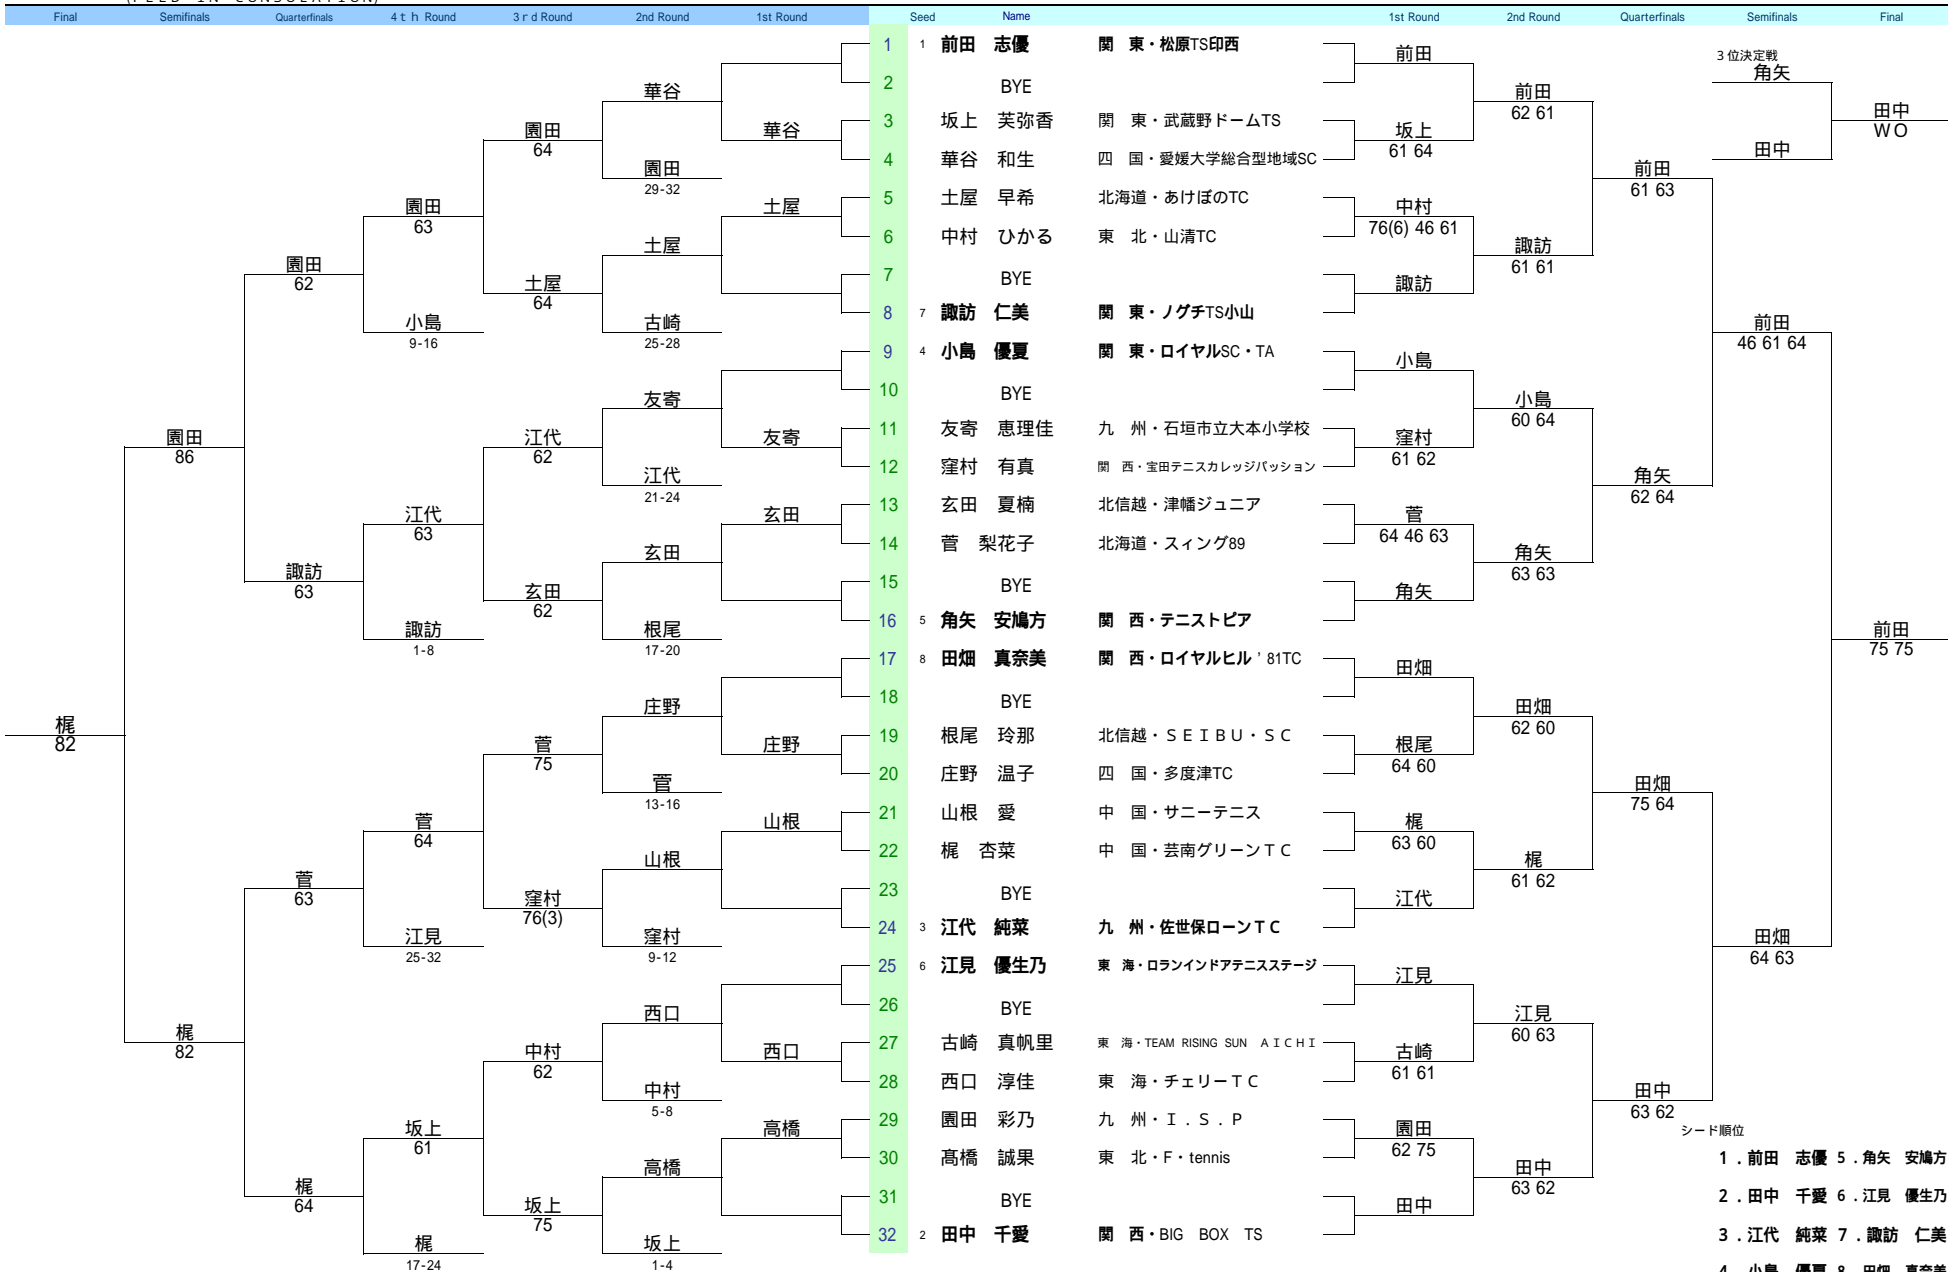 (FEED IN CONSOLATION)
Final Semifinals Quarterfinals 4th Round 3rd Round 2nd Round 1st Round Seed Name 1st Round 2nd Round Quarterfinals Semifinals Final
1 1 前田 志優 関 東・松原TS印西
2 BYE
3 坂上 芙弥香 関 東・武蔵野ドームTS
4 華谷 和生 四 国・愛媛大学総合型地域SC
5 土屋 早希 北海道・あけぼのTC
6 中村 ひかる 東 北・山清TC
7 BYE
8 7 諏訪 仁美 関 東・ノグチTS小山
9 4 小島 優夏 関 東・ロイヤルSC・TA
10 BYE
11 友寄 恵理佳 九 州・石垣市立大本小学校
12 窪村 有真 関 西・宝田テニスカレッジパッション
13 玄田 夏楠 北信越・津幡ジュニア
14 菅 梨花子 北海道・スィング89
15 BYE
16 5 角矢 安鳩方 関 西・テニストピア
17 8 田畑 真奈美 関 西・ロイヤルヒル ' 81TC
18 BYE
19 根尾 玲那 北信越・ＳＥＩＢＵ・ＳＣ
20 庄野 温子 四 国・多度津TC
21 山根 愛 中 国・サニーテニス
22 梶 杏菜 中 国・芸南グリーンＴＣ
23 BYE
24 3 江代 純菜 九 州・佐世保ローンＴＣ
25 6 江見 優生乃 東 海・ロランインドアテニスステージ
26 BYE
27 古崎 真帆里 東 海・TEAM RISING SUN ＡＩＣＨＩ
28 西口 淳佳 東 海・チェリーＴＣ
29 園田 彩乃 九 州・Ｉ．Ｓ．Ｐ
30 髙橋 誠果 東 北・F・tennis
31 BYE
32 2 田中 千愛 関 西・BIG BOX TS
華谷
土屋
友寄
玄田
庄野
山根
西口
高橋
華谷
園田
29-32
土屋
古崎
25-28
友寄
江代
21-24
玄田
根尾
17-20
庄野
菅
13-16
山根
窪村
9-12
西口
中村
5-8
高橋
坂上
1-4
園田
64
土屋
64
江代
62
玄田
62
菅
75
窪村
76(3)
中村
62
坂上
75
園田
63
小島
9-16
江代
63
諏訪
1-8
菅
64
江見
25-32
坂上
61
梶
17-24
園田
62
諏訪
63
菅
63
梶
64
園田
86
梶
82
梶
82
前田
坂上
61 64
中村
76(6) 46 61
諏訪
小島
窪村
61 62
菅
64 46 63
角矢
田畑
根尾
64 60
梶
63 60
江代
江見
古崎
61 61
園田
62 75
田中
前田
62 61
諏訪
61 61
小島
60 64
角矢
63 63
田畑
62 60
梶
61 62
江見
60 63
田中
63 62
前田
61 63
角矢
62 64
田畑
75 64
田中
63 62
前田
46 61 64
田畑
64 63
前田
75 75
3位決定戦
角矢
田中
田中
ＷＯ
シード順位
1．前田 志優 5．角矢 安鳩方
2．田中 千愛 6．江見 優生乃
3．江代 純菜 7．諏訪 仁美
4．小島 優夏 8．田畑 真奈美